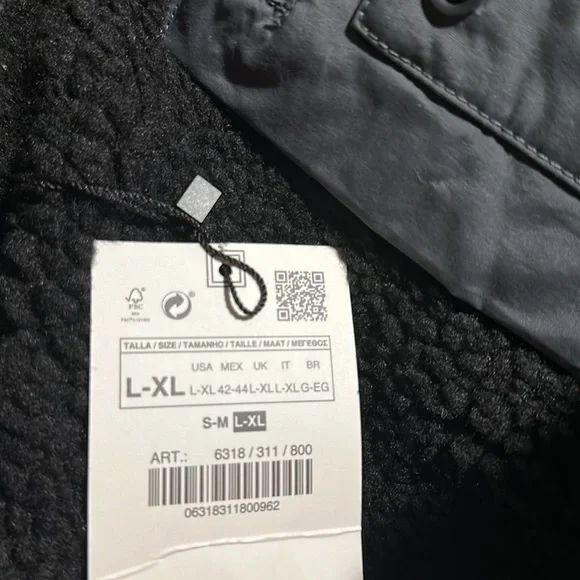 FSC
TALLA / SIZE / TAMANHO / TAILLE / MAAT / ΜΕΓΕΘΟΣ
USA MEX UK IT BR
L-XL L-XL 42-44 L-XL L-XL G-EG
S-M L-XL
ART.: 6318 / 311 / 800
06318311800962